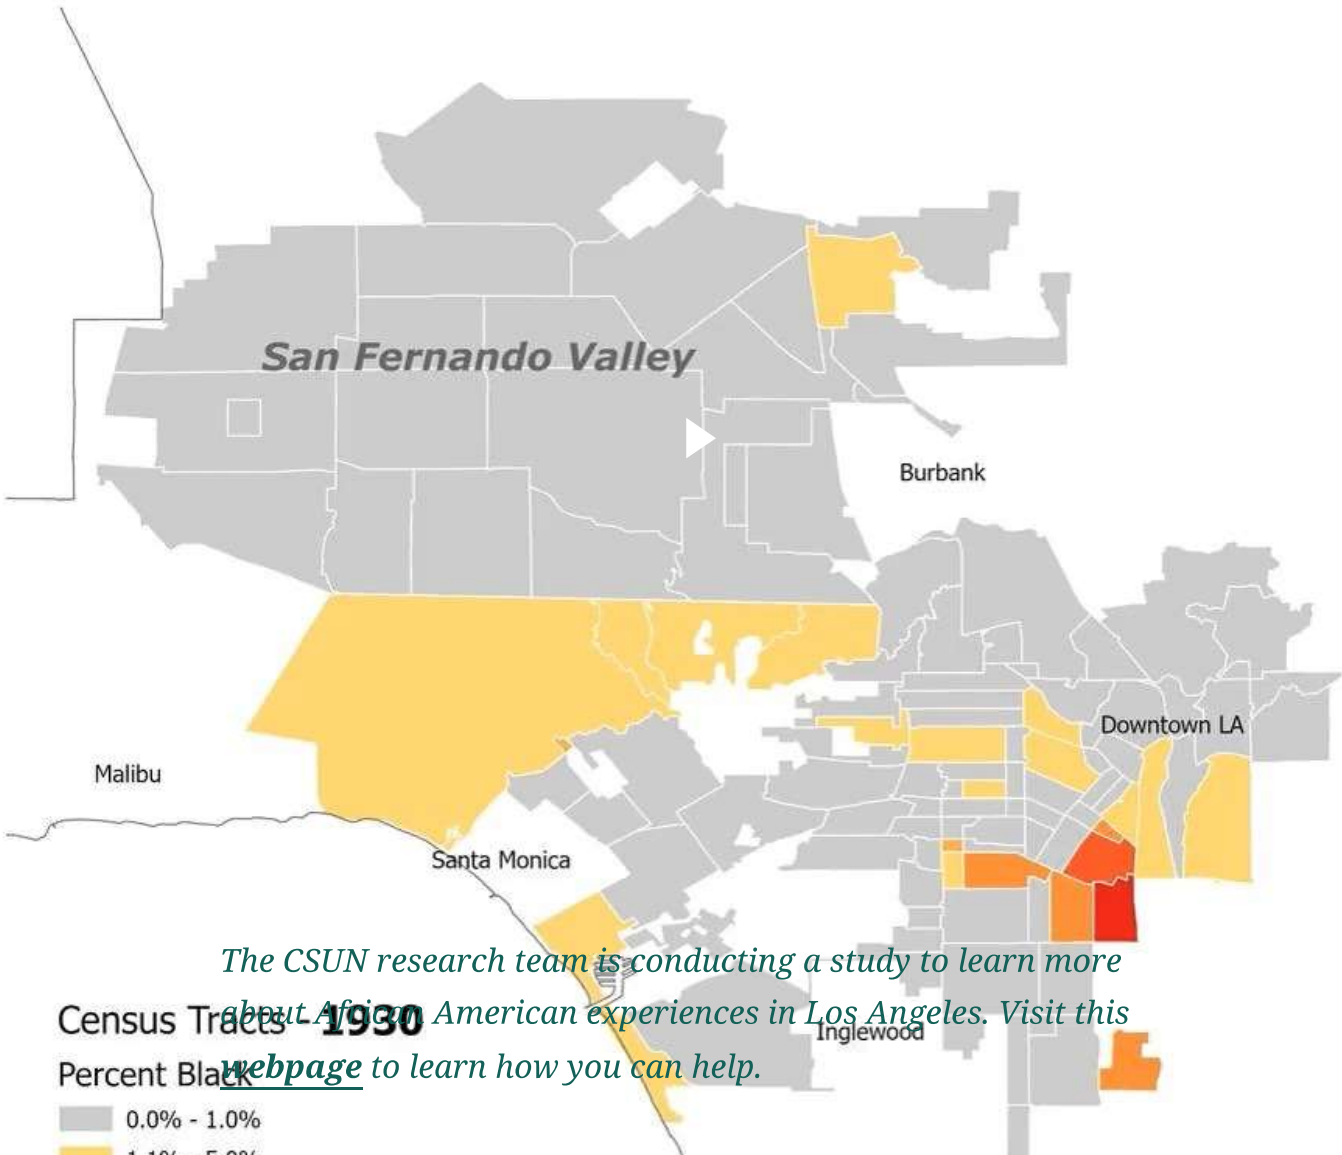 San Fernando Valley
Burbank
Downtown LA
Malibu
Santa Monica
The CSUN research team is conducting a study to learn more
about African American experiences in Los Angeles. Visit this
webpage to learn how you can help.
Inglewood
Census Tracts - 1930
Percent Black
0.0% - 1.0%